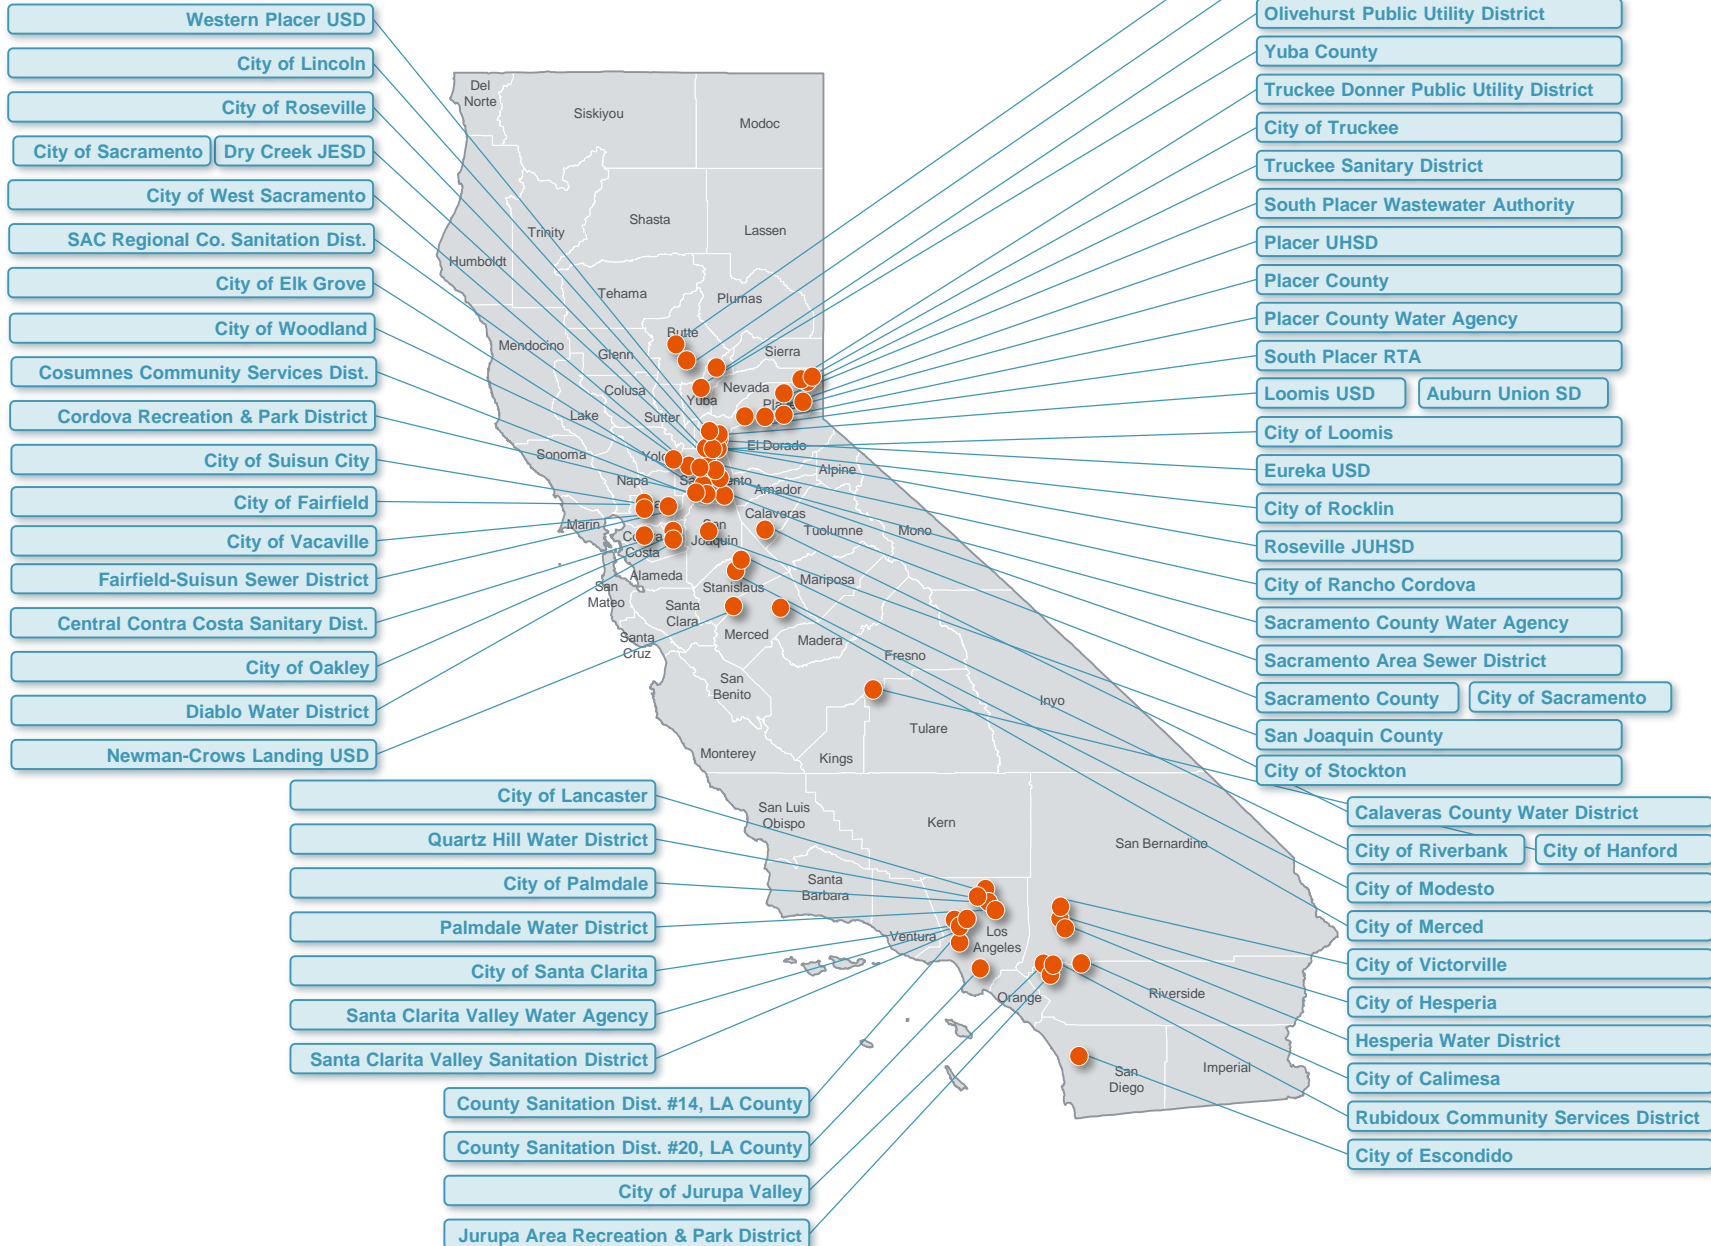 Western Placer USD
City of Lincoln
City of Roseville
City of Sacramento
Dry Creek JESD
City of West Sacramento
SAC Regional Co. Sanitation Dist.
City of Elk Grove
City of Woodland
Cosumnes Community Services Dist.
Cordova Recreation & Park District
City of Suisun City
City of Fairfield
City of Vacaville
Fairfield-Suisun Sewer District
Central Contra Costa Sanitary Dist.
City of Oakley
Diablo Water District
Newman-Crows Landing USD
City of Lancaster
Quartz Hill Water District
City of Palmdale
Palmdale Water District
City of Santa Clarita
Santa Clarita Valley Water Agency
Santa Clarita Valley Sanitation District
County Sanitation Dist. #14, LA County
County Sanitation Dist. #20, LA County
City of Jurupa Valley
Jurupa Area Recreation & Park District
Del
Norte
Siskiyou
Modoc
Shasta
Trinity
Lassen
Humboldt
Tehama
Plumas
Butte
Mendocino
Glenn
Sierra
Colusa
Nevada
Yuba
Lake
Sutter
El Dorado
Sonoma
Napa
Alpine
Amador
Calaveras
Marin
San
Joaquin
Tuolumne
Mono
Costa
Alameda
San
Mateo
Stanislaus
Mariposa
Santa
Clara
Merced
Madera
Santa
Cruz
Fresno
San
Benito
Inyo
Tulare
Monterey
Kings
San Luis
Obispo
Kern
San Bernardino
Santa
Barbara
Ventura
Los
Angeles
Orange
Riverside
San
Diego
Imperial
Olivehurst Public Utility District
Yuba County
Truckee Donner Public Utility District
City of Truckee
Truckee Sanitary District
South Placer Wastewater Authority
Placer UHSD
Placer County
Placer County Water Agency
South Placer RTA
Loomis USD
Auburn Union SD
City of Loomis
Eureka USD
City of Rocklin
Roseville JUHSD
City of Rancho Cordova
Sacramento County Water Agency
Sacramento Area Sewer District
Sacramento County
City of Sacramento
San Joaquin County
City of Stockton
Calaveras County Water District
City of Riverbank
City of Hanford
City of Modesto
City of Merced
City of Victorville
City of Hesperia
Hesperia Water District
City of Calimesa
Rubidoux Community Services District
City of Escondido